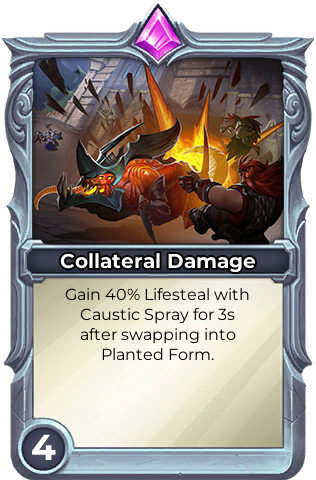 Collateral Damage
Gain 40% Lifesteal with
Caustic Spray for 3s
after swapping into
Planted Form.
4